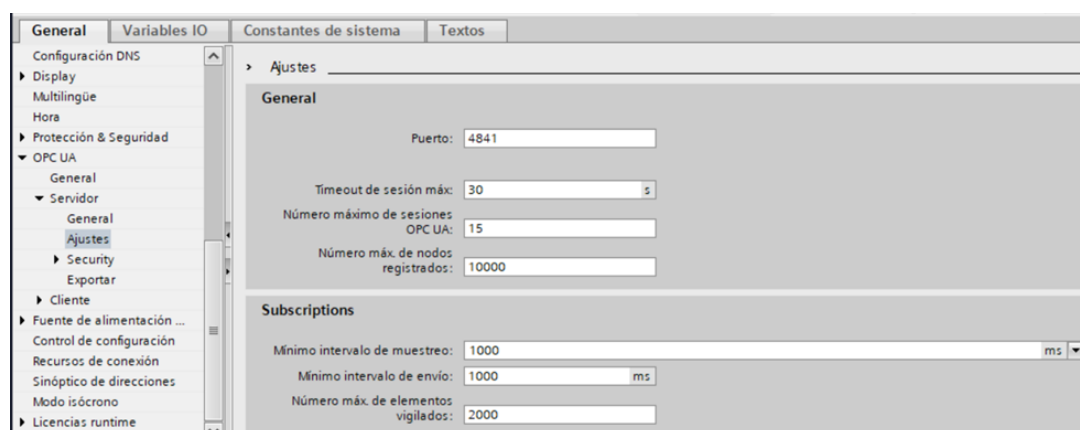 General
Variables IO
Constantes de sistema
Textos
Configuración DNS
Display
Multilingüe
Hora
Protección & Seguridad
OPC UA
General
Servidor
General
Ajustes
Security
Exportar
Cliente
Fuente de alimentación ...
Control de configuración
Recursos de conexión
Sinóptico de direcciones
Modo isócrono
Licencias runtime
Ajustes
General
Puerto: 4841
Timeout de sesión máx: 30 s
Número máximo de sesiones
OPC UA: 15
Número máx. de nodos
registrados: 10000
Subscriptions
Mínimo intervalo de muestreo: 1000 ms
Mínimo intervalo de envío: 1000 ms
Número máx. de elementos
vigilados: 2000